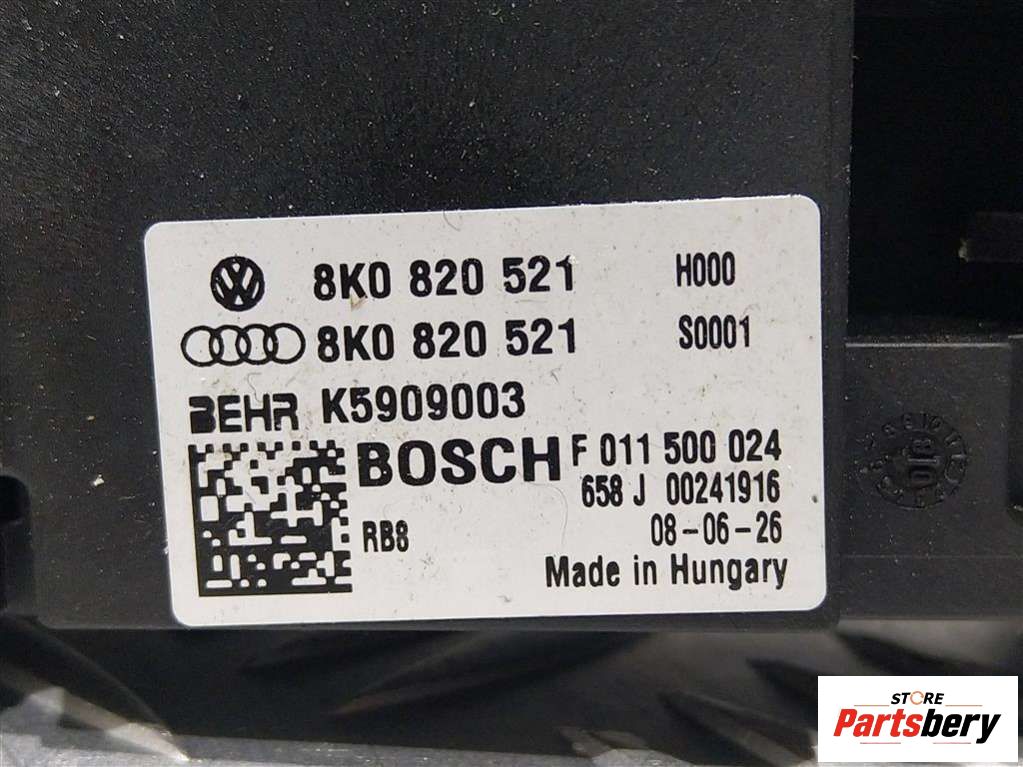 8K0 820 521 H000
8K0 820 521 S0001
BEHR K5909003
BOSCH F 011 500 024
658 J 00241916
RB8 08-06-26
Made in Hungary
STORE
Partsbery